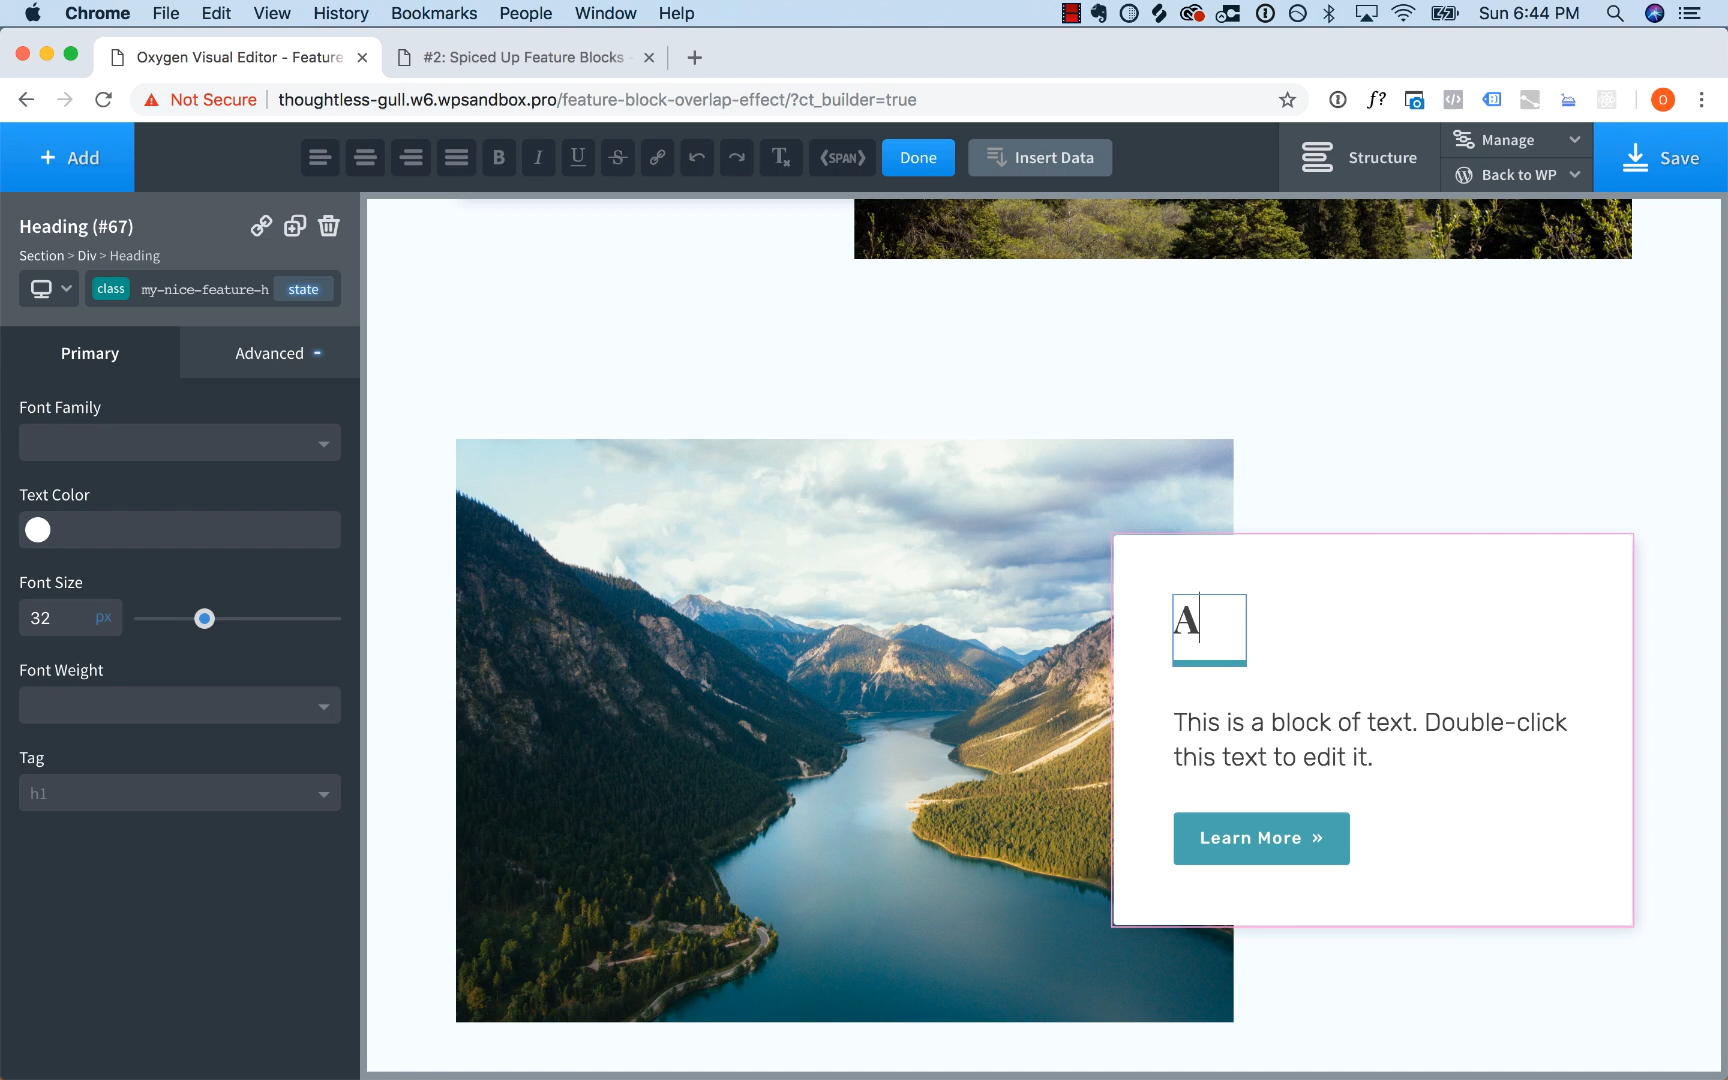 Chrome File Edit View History Bookmarks People Window Help Sun 6:44 PM
Oxygen Visual Editor - Feature
#2: Spiced Up Feature Blocks -
Not Secure thoughtless-gull.w6.wpsandbox.pro/feature-block-overlap-effect/?ct_builder=true
f?
O
+ Add
B I U S T x <SPAN> Done Insert Data
Structure
Manage
Back to WP
Save
Heading (#67)
Section > Div > Heading
class my-nice-feature-h state
Primary
Advanced
Font Family
Text Color
Font Size
32 px
Font Weight
Tag
h1
A
This is a block of text. Double-click
this text to edit it.
Learn More »